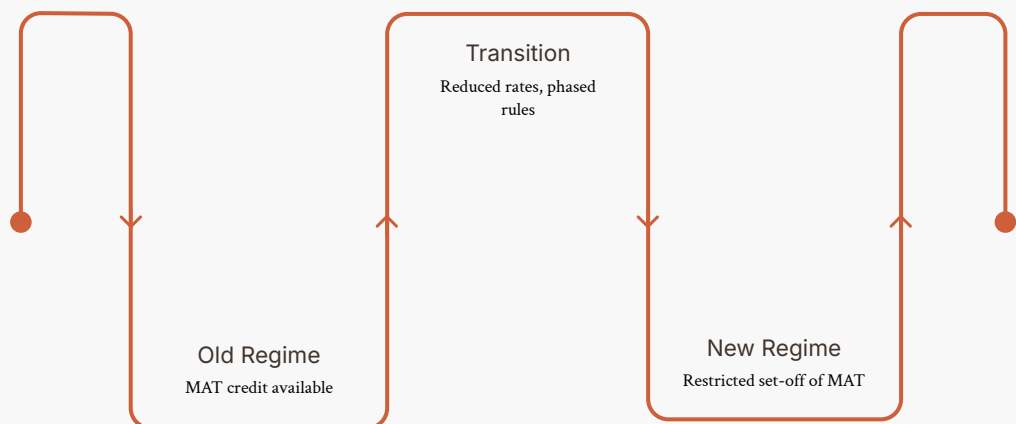 Transition
Reduced rates, phased
rules
Old Regime
MAT credit available
New Regime
Restricted set-off of MAT